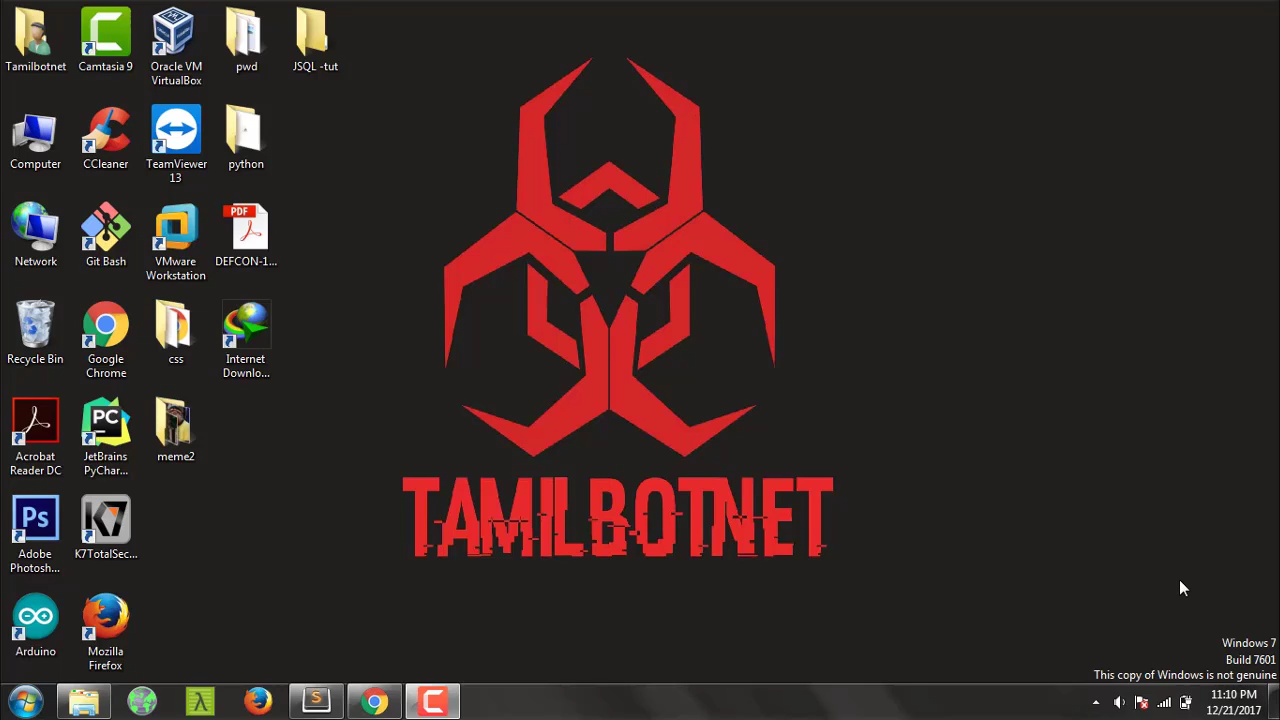 Tamilbotnet
Camtasia 9
Oracle VM
VirtualBox
pwd
JSQL -tut
Computer
CCleaner
TeamViewer
13
python
Network
Git Bash
VMware
Workstation
PDF
DEFCON-1...
Recycle Bin
Google
Chrome
css
Internet
Downlo...
Acrobat
Reader DC
PC
JetBrains
PyChar...
meme2
Ps
Adobe
Photosh...
K7
K7TotalSec...
Arduino
Mozilla
Firefox
TAMILBOTNET
Windows 7
Build 7601
This copy of Windows is not genuine
11:10 PM
12/21/2017